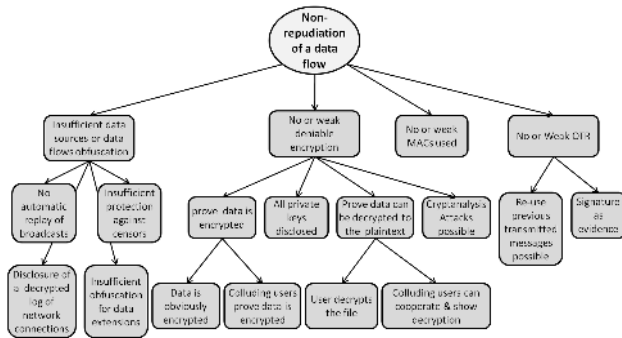 Non-
repudiation
of a data
flow
Insufficient data
sources or data
flows obfuscation
No or weak
deniable
encryption
No or weak
MACs used
No or Weak OTR
No
automatic
replay of
broadcasts
Insufficient
protection
against
censors
prove data is
encrypted
All private
keys
disclosed
Prove data can
be decrypted to
the plaintext
Cryptanalysis
Attacks
possible
Re-use
previous
transmitted
messages
possible
Signature
as
evidence
Disclosure of
a decrypted
log of
network
connections
Insufficient
obfuscation
for data
extensions
Data is
obviously
encrypted
Colluding users
prove data is
encrypted
User decrypts
the file
Colluding users can
cooperate & show
decryption